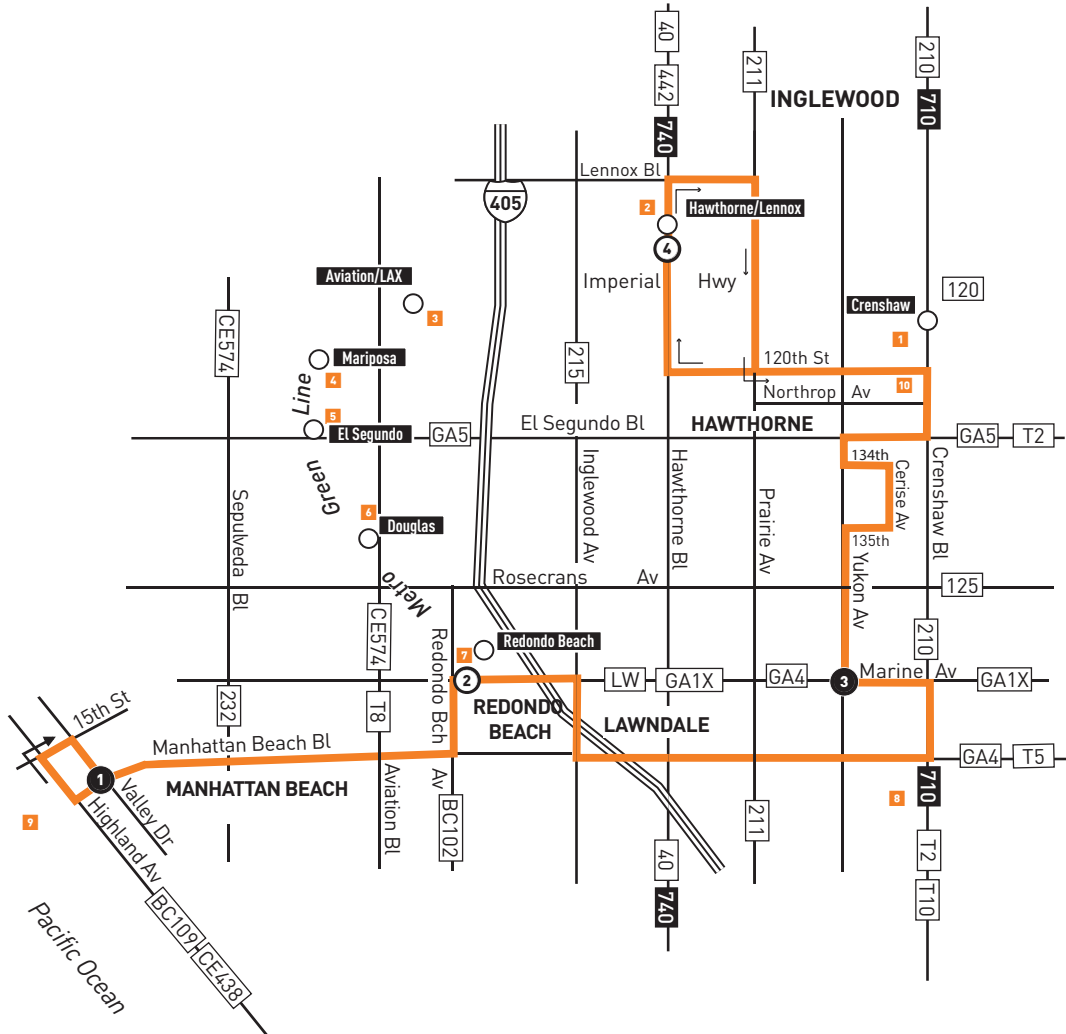 40
442
740
211
210
710
INGLEWOOD
Lennox Bl
405
2
Hawthorne/Lennox
4
Aviation/LAX
3
Imperial Hwy
120
Crenshaw
1
CE574
Mariposa
4
215
120th St
10
Northrop Av
Line
5
El Segundo
GA5
El Segundo Bl
HAWTHORNE
GA5
T2
134th
Cerise Av
Green
Sepulveda Bl
Inglewood Av
Hawthorne Bl
Prairie Av
Crenshaw Bl
6
Douglas
135th
Yukon Av
Metro
Rosecrans Av
125
CE574
Redondo Bch Av
Redondo Beach
7
210
2
LW
GA1X
GA4
3
Marine Av
GA1X
232
T8
REDONDO
BEACH
LAWNDALE
15th St
Manhattan Beach Bl
GA4
T5
1
MANHATTAN BEACH
Valley Dr
Aviation Bl
BC102
211
8
710
9
Highland Av
40
740
T2
T10
BC109
CE438
Pacific Ocean